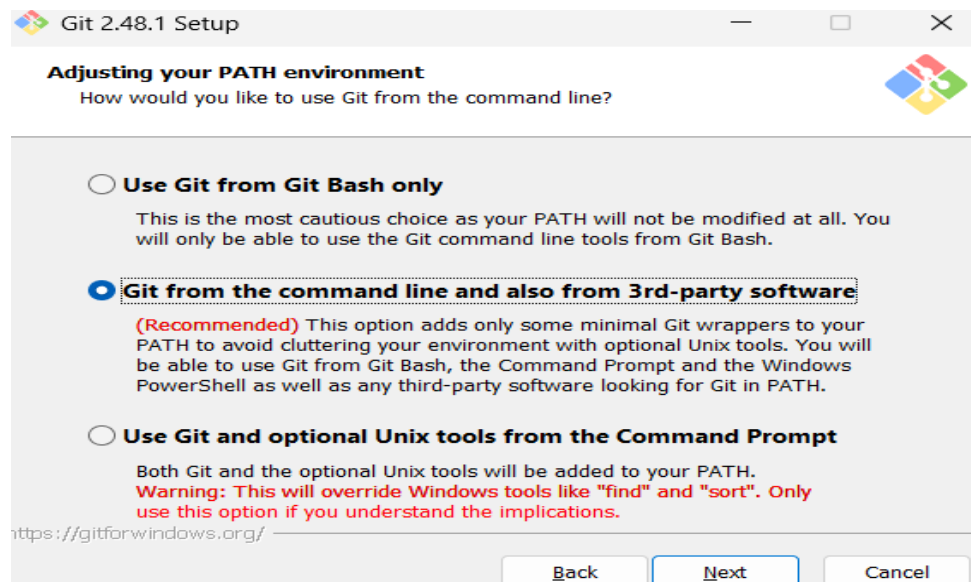 Git 2.48.1 Setup
Adjusting your PATH environment
How would you like to use Git from the command line?
Use Git from Git Bash only
This is the most cautious choice as your PATH will not be modified at all. You
will only be able to use the Git command line tools from Git Bash.
Git from the command line and also from 3rd-party software
(Recommended) This option adds only some minimal Git wrappers to your
PATH to avoid cluttering your environment with optional Unix tools. You will
be able to use Git from Git Bash, the Command Prompt and the Windows
PowerShell as well as any third-party software looking for Git in PATH.
Use Git and optional Unix tools from the Command Prompt
Both Git and the optional Unix tools will be added to your PATH.
Warning: This will override Windows tools like "find" and "sort". Only
use this option if you understand the implications.
https://gitforwindows.org/
Back Next Cancel